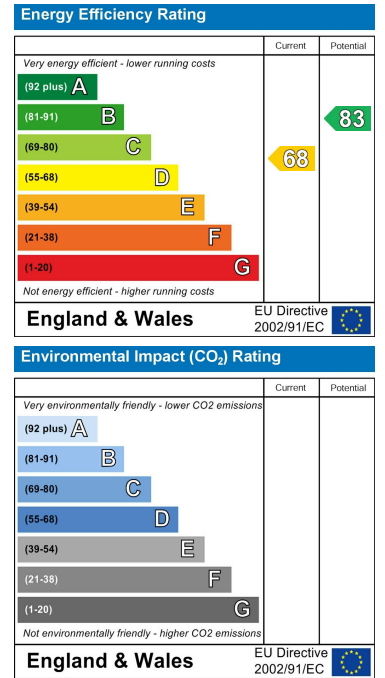 Energy Efficiency Rating
Current Potential
Very energy efficient - lower running costs
(92 plus) A
(81-91) B
83
(69-80) C
68
(55-68) D
(39-54) E
(21-38) F
(1-20) G
Not energy efficient - higher running costs
England & Wales
EU Directive
2002/91/EC
Environmental Impact (CO₂) Rating
Current Potential
Very environmentally friendly - lower CO2 emissions
(92 plus) A
(81-91) B
(69-80) C
(55-68) D
(39-54) E
(21-38) F
(1-20) G
Not environmentally friendly - higher CO2 emissions
England & Wales
EU Directive
2002/91/EC